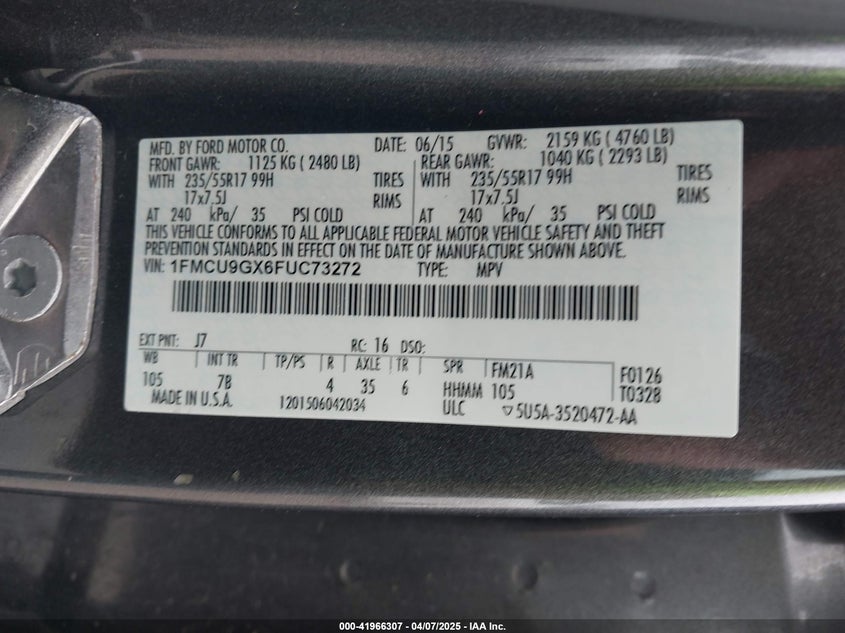 MFD. BY FORD MOTOR CO. DATE: 06/15 GVWR: 2159 KG ( 4760 LB)
FRONT GAWR: 1125 KG ( 2480 LB) REAR GAWR: 1040 KG ( 2293 LB)
WITH 235/55R17 99H TIRES WITH 235/55R17 99H TIRES
17x7.5J RIMS 17x7.5J RIMS
AT 240 kPa/ 35 PSI COLD AT 240 kPa/ 35 PSI COLD
THIS VEHICLE CONFORMS TO ALL APPLICABLE FEDERAL MOTOR VEHICLE SAFETY AND THEFT
PREVENTION STANDARDS IN EFFECT ON THE DATE OF MANUFACTURE SHOWN ABOVE.
VIN: 1FMCU9GX6FUC73272 TYPE: MPV
EXT PNT: J7 RC: 16 DSO:
WB INT TR TP/PS R AXLE TR SPR FM21A F0126
105 7B 4 35 6 HHMM 105 T0328
MADE IN U.S.A. 1201506042034 ULC ▽5U5A-3520472-AA
000-41966307 - 04/07/2025 - IAA Inc.